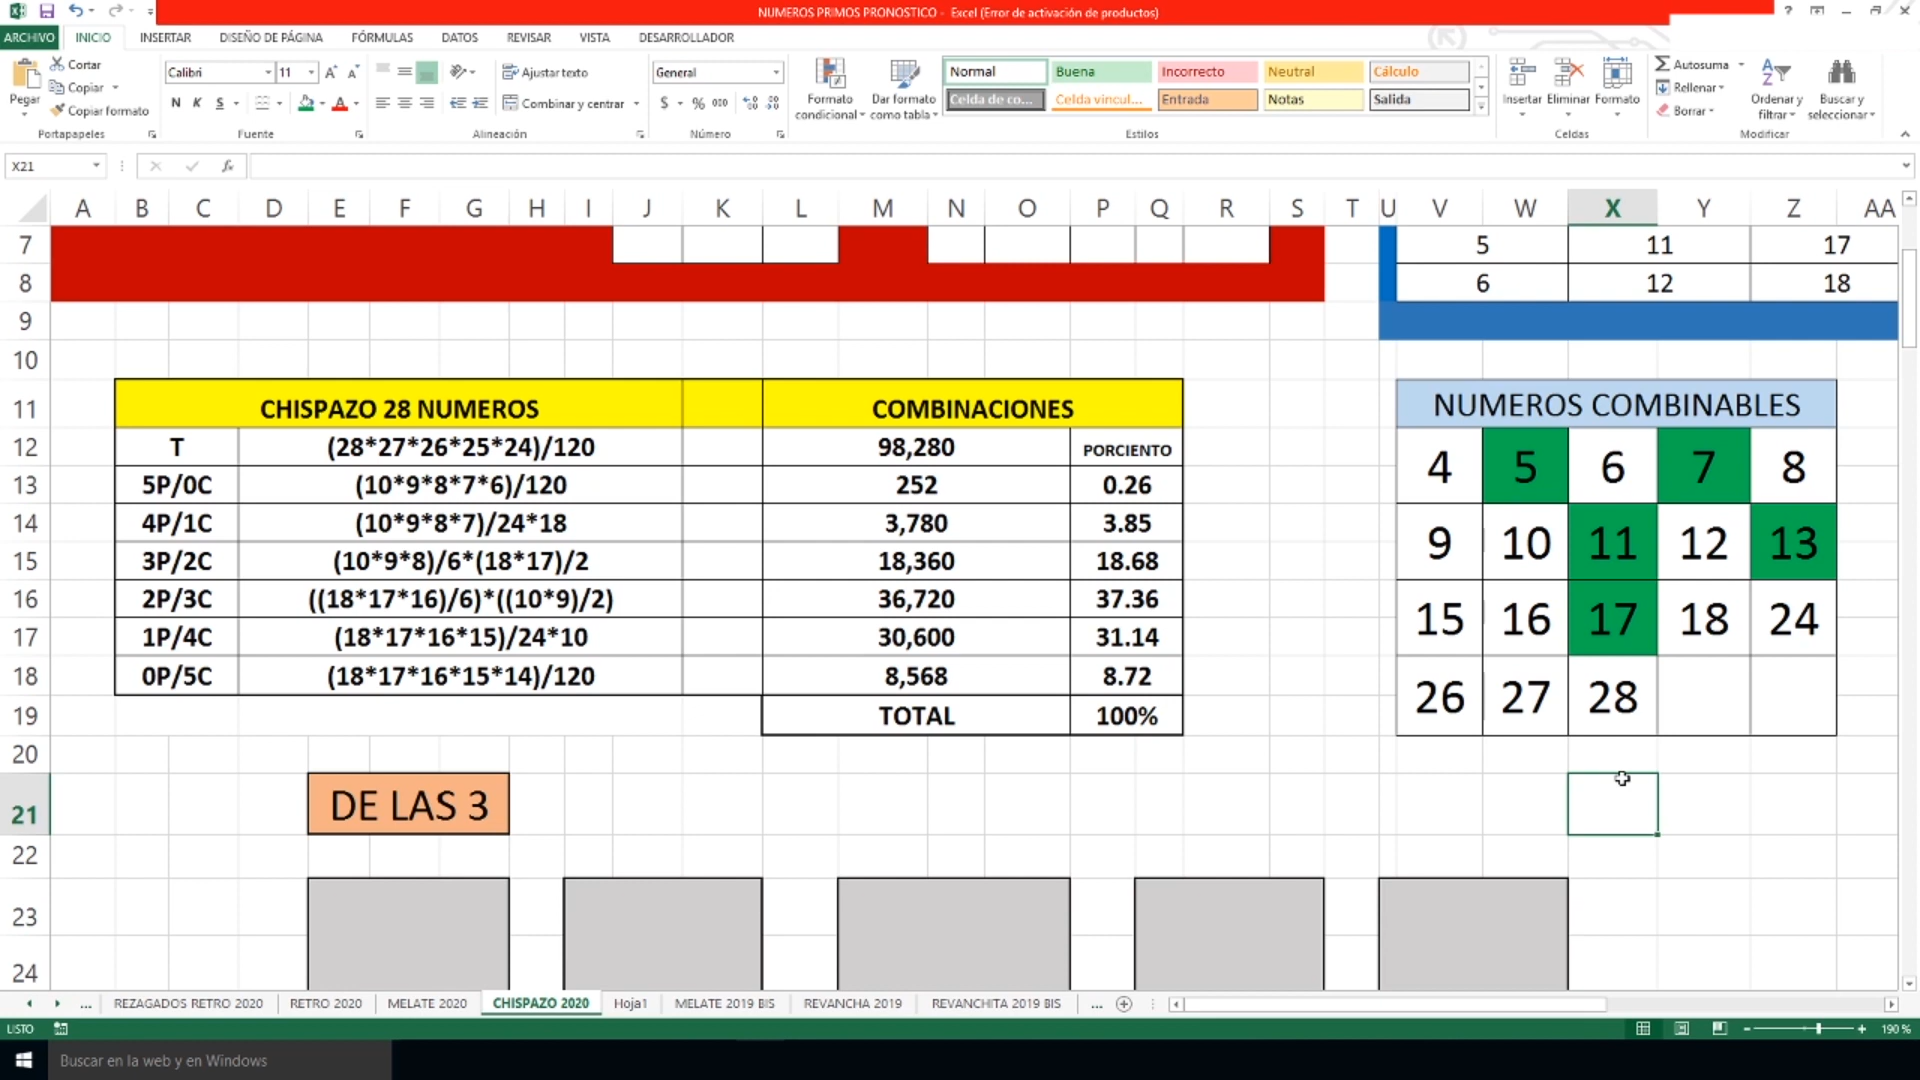 NUMEROS PRIMOS PRONOSTICO - Excel (Error de activación de productos)
ARCHIVO INICIO INSERTAR DISEÑO DE PÁGINA FÓRMULAS DATOS REVISAR VISTA DESARROLLADOR
Pegar
Cortar
Copiar
Copiar formato
Portapapeles
Calibri 11
N K S
Fuente
Ajustar texto
Combinar y centrar
Alineación
General
$ % 000
Número
Formato condicional
Dar formato como tabla
Normal Buena Incorrecto Neutral Cálculo
Celda de co... Celda vincul... Entrada Notas Salida
Estilos
Insertar Eliminar Formato
Celdas
Autosuma
Rellenar
Borrar
Ordenar y filtrar
Buscar y seleccionar
Modificar
X21 fx
A B C D E F G H I J K L M N O P Q R S T U V W X Y Z AA
7 5 11 17
8 6 12 18
9
10
11 CHISPAZO 28 NUMEROS COMBINACIONES NUMEROS COMBINABLES
12 T (28*27*26*25*24)/120 98,280 PORCIENTO 4 5 6 7 8
13 5P/0C (10*9*8*7*6)/120 252 0.26
14 4P/1C (10*9*8*7)/24*18 3,780 3.85 9 10 11 12 13
15 3P/2C (10*9*8)/6*(18*17)/2 18,360 18.68
16 2P/3C ((18*17*16)/6)*((10*9)/2) 36,720 37.36 15 16 17 18 24
17 1P/4C (18*17*16*15)/24*10 30,600 31.14
18 0P/5C (18*17*16*15*14)/120 8,568 8.72 26 27 28
19 TOTAL 100%
20
21 DE LAS 3
22
23
24
... REZAGADOS RETRO 2020 RETRO 2020 MELATE 2020 CHISPAZO 2020 Hoja1 MELATE 2019 BIS REVANCHA 2019 REVANCHITA 2019 BIS ...
LISTO 190 %
Buscar en la web y en Windows